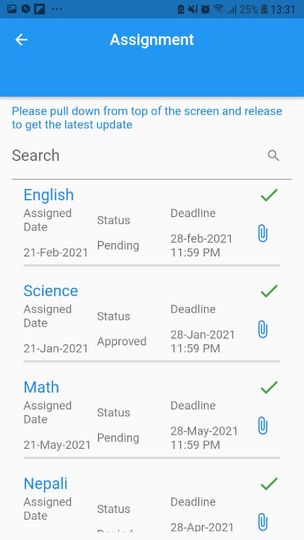 25% 13:31
Assignment
Please pull down from top of the screen and release
to get the latest update
Search
English
Assigned
Date
Status
Deadline
21-Feb-2021
Pending
28-feb-2021
11:59 PM
Science
Assigned
Date
Status
Deadline
21-Jan-2021
Approved
28-Jan-2021
11:59 PM
Math
Assigned
Date
Status
Deadline
21-May-2021
Pending
28-May-2021
11:59 PM
Nepali
Assigned
Date
Status
Deadline
28-Apr-2021